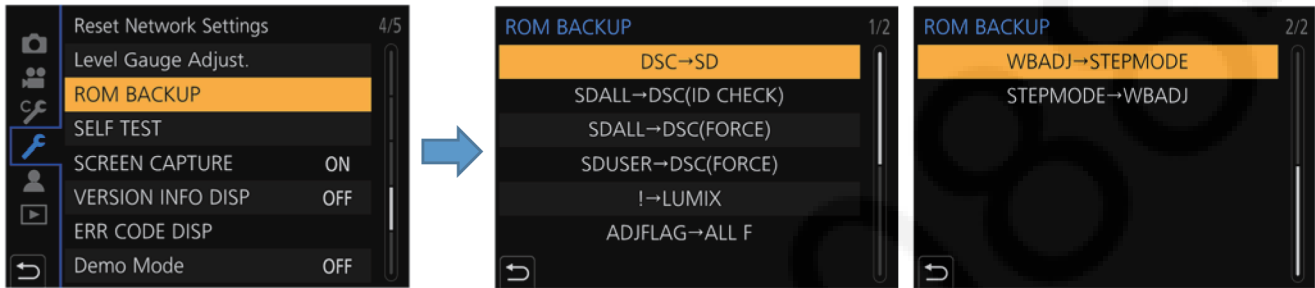 Reset Network Settings 4/5
Level Gauge Adjust.
ROM BACKUP
SELF TEST
SCREEN CAPTURE ON
VERSION INFO DISP OFF
ERR CODE DISP
Demo Mode OFF
ROM BACKUP 1/2
DSC→SD
SDALL→DSC(ID CHECK)
SDALL→DSC(FORCE)
SDUSER→DSC(FORCE)
!→LUMIX
ADJFLAG→ALL F
ROM BACKUP 2/2
WBADJ→STEPMODE
STEPMODE→WBADJ